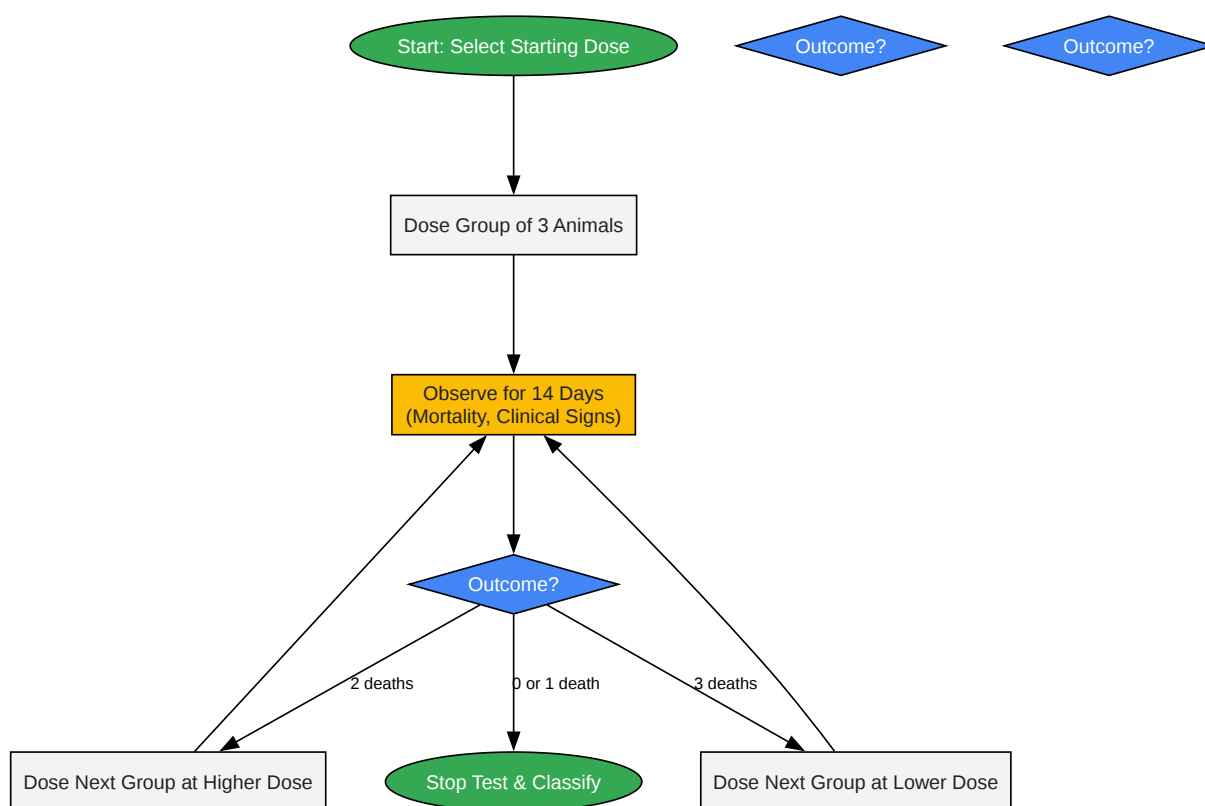 Start: Select Starting Dose
Outcome?
Outcome?
Dose Group of 3 Animals
Observe for 14 Days
(Mortality, Clinical Signs)
Outcome?
2 deaths
0 or 1 death
3 deaths
Dose Next Group at Higher Dose
Stop Test & Classify
Dose Next Group at Lower Dose